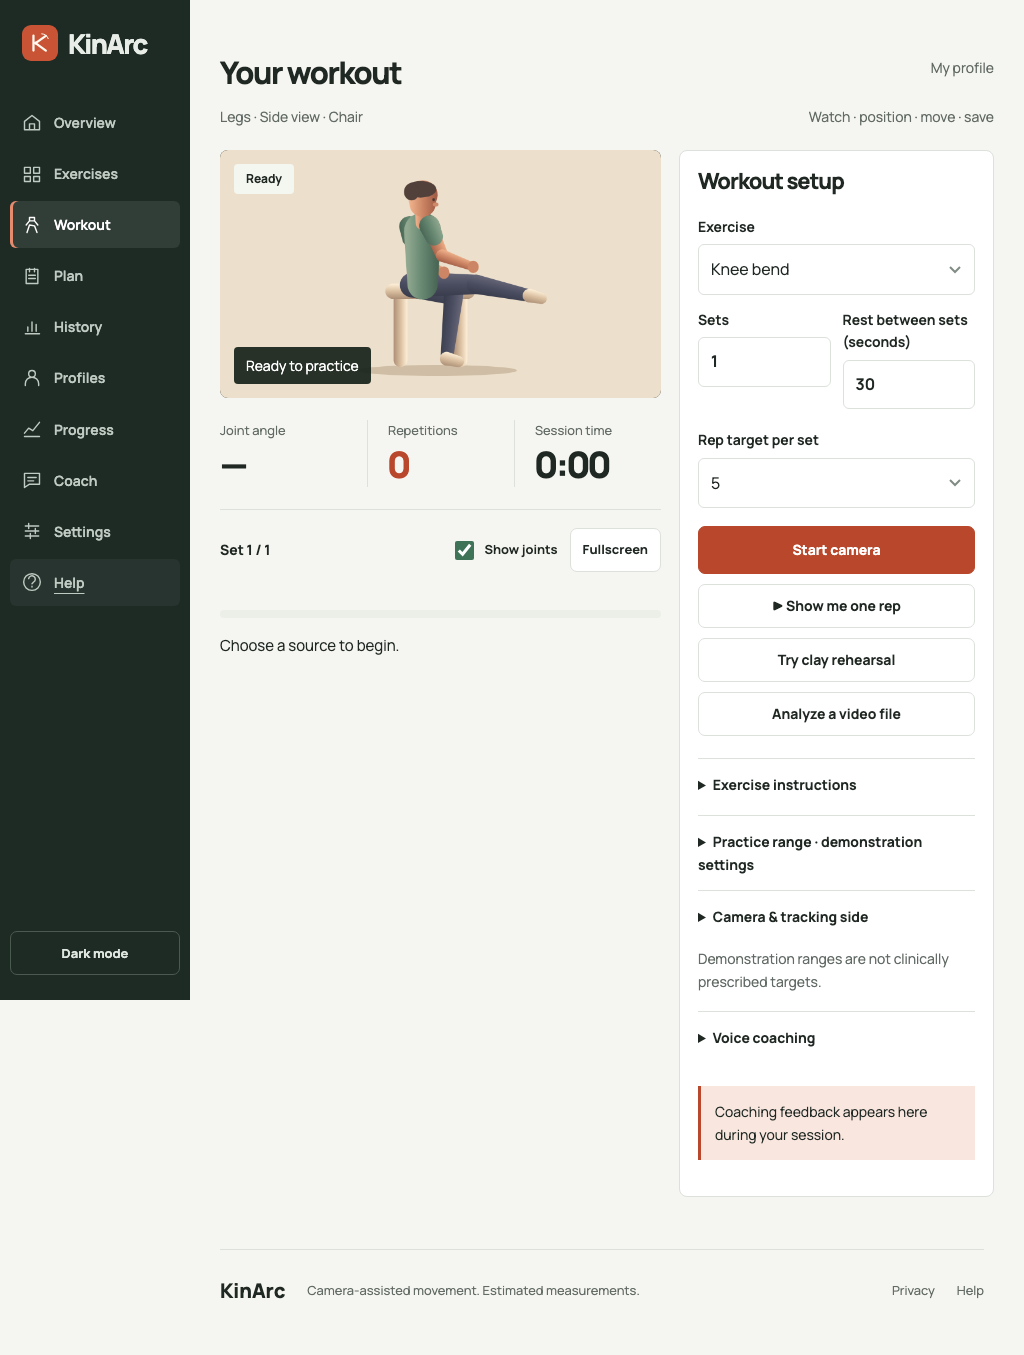 KinArc
Overview
Exercises
Workout
Plan
History
Profiles
Progress
Coach
Settings
Help
Dark mode
Your workout
My profile
Legs · Side view · Chair
Watch · position · move · save
Ready
Ready to practice
Joint angle
–
Repetitions
0
Session time
0:00
Set 1 / 1
Show joints
Fullscreen
Choose a source to begin.
Workout setup
Exercise
Knee bend
Sets
1
Rest between sets
(seconds)
30
Rep target per set
5
Start camera
Show me one rep
Try clay rehearsal
Analyze a video file
Exercise instructions
Practice range · demonstration
settings
Camera & tracking side
Demonstration ranges are not clinically
prescribed targets.
Voice coaching
Coaching feedback appears here
during your session.
KinArc
Camera-assisted movement. Estimated measurements.
Privacy
Help